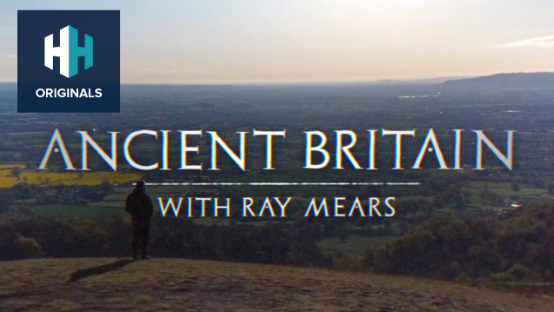 HH
ORIGINALS
ANCIENT BRITAIN
WITH RAY MEARS